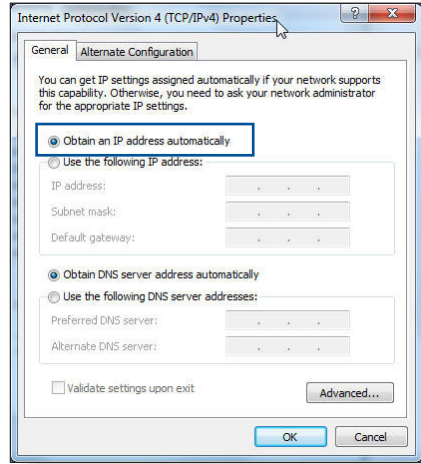 Internet Protocol Version 4 (TCP/IPv4) Properties
General
Alternate Configuration
You can get IP settings assigned automatically if your network supports
this capability. Otherwise, you need to ask your network administrator
for the appropriate IP settings.
Obtain an IP address automatically
Use the following IP address:
IP address:
Subnet mask:
Default gateway:
Obtain DNS server address automatically
Use the following DNS server addresses:
Preferred DNS server:
Alternate DNS server:
Validate settings upon exit
Advanced...
OK
Cancel